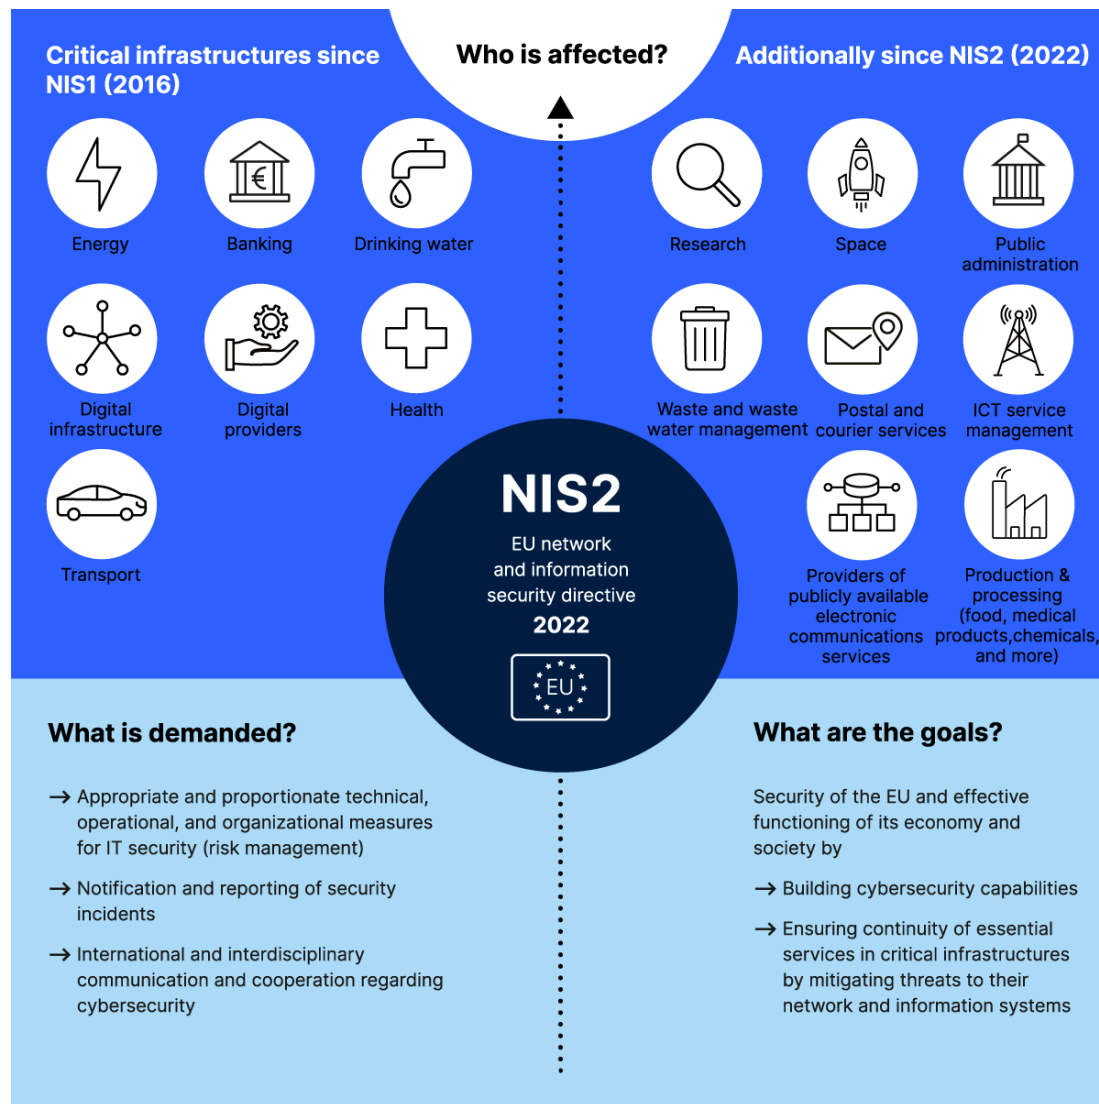 Critical infrastructures since
NIS1 (2016)
Who is affected?
Additionally since NIS2 (2022)
Energy
Banking
€
Drinking water
Digital
infrastructure
Digital
providers
Health
Transport
Research
Space
Public
administration
Waste and waste
water management
Postal and
courier services
ICT service
management
Providers of
publicly available
electronic
communications
services
Production &
processing
(food, medical
products,chemicals,
and more)
NIS2
EU network
and information
security directive
2022
EU
What is demanded?
→ Appropriate and proportionate technical,
operational, and organizational measures
for IT security (risk management)
→ Notification and reporting of security
incidents
→ International and interdisciplinary
communication and cooperation regarding
cybersecurity
What are the goals?
Security of the EU and effective
functioning of its economy and
society by
→ Building cybersecurity capabilities
→ Ensuring continuity of essential
services in critical infrastructures
by mitigating threats to their
network and information systems